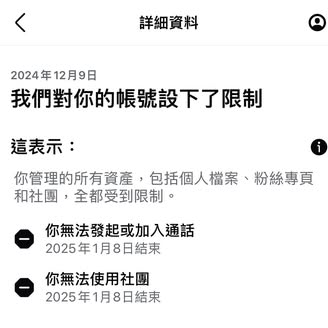 詳細資料
2024年12月9日
我們對你的帳號設下了限制
這表示：
你管理的所有資產，包括個人檔案、粉絲專頁
和社團，全都受到限制。
你無法發起或加入通話
2025年1月8日結束
你無法使用社團
2025年1月8日結束